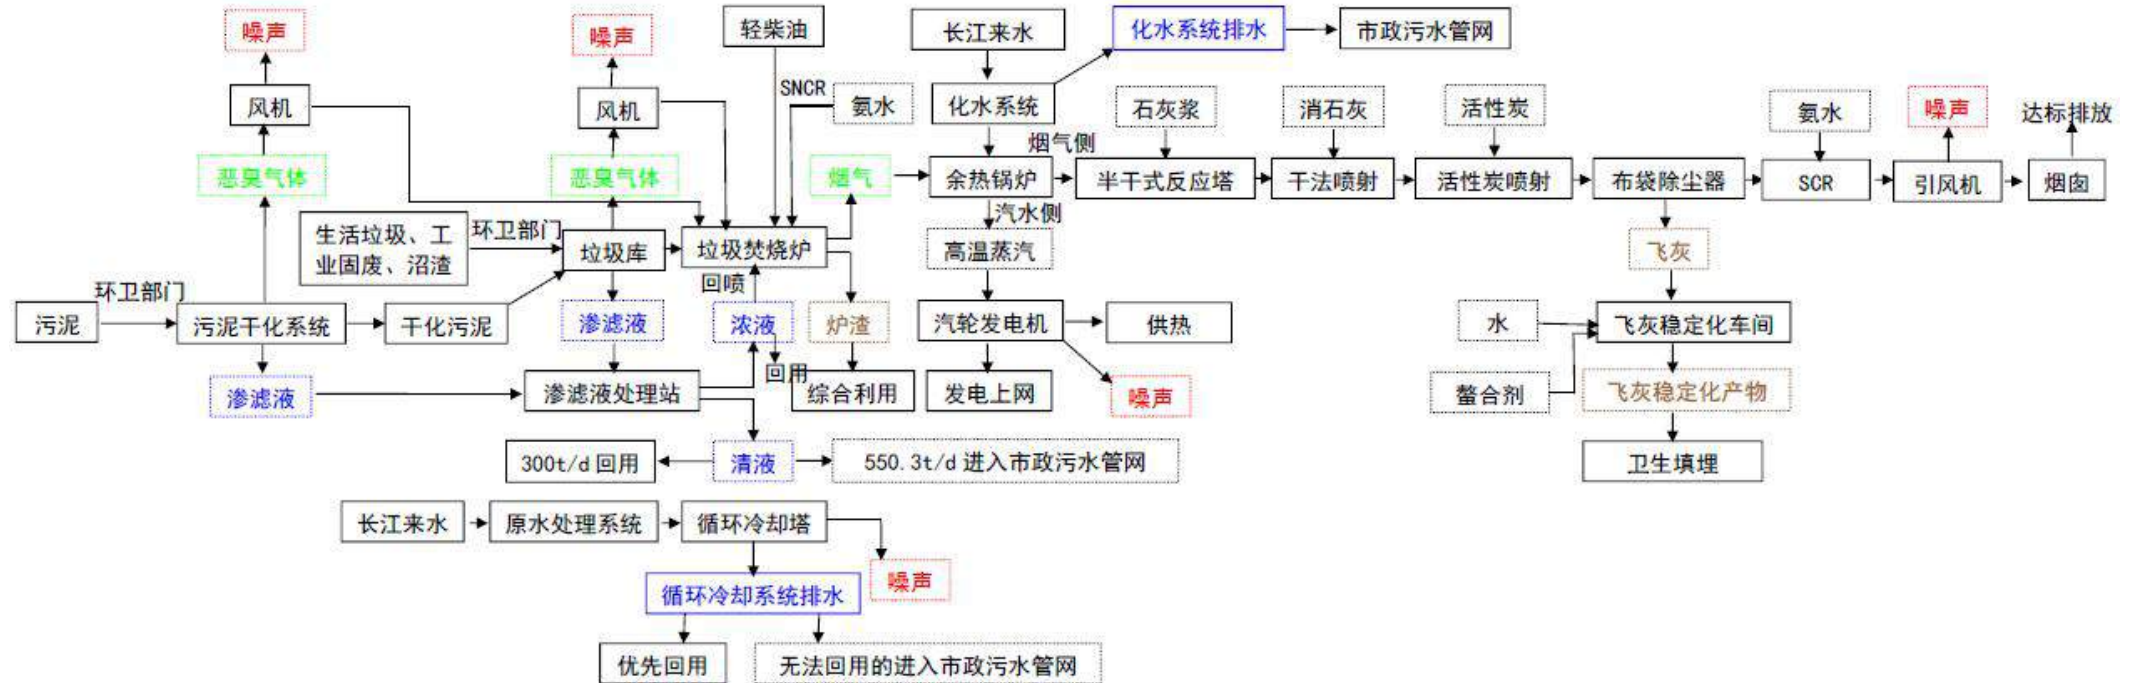 噪声
噪声
轻柴油
长江来水
化水系统排水
市政污水管网
风机
风机
SNCR
氨水
化水系统
石灰浆
消石灰
活性炭
氨水
噪声
达标排放
烟气侧
恶臭气体
恶臭气体
烟气
余热锅炉
半干式反应塔
干法喷射
活性炭喷射
布袋除尘器
SCR
引风机
烟囱
汽水侧
生活垃圾、工
业固废、沼渣
环卫部门
垃圾库
垃圾焚烧炉
高温蒸汽
飞灰
回喷
环卫部门
污泥
污泥干化系统
干化污泥
渗滤液
浓液
炉渣
汽轮发电机
供热
水
飞灰稳定化车间
回用
渗滤液
渗滤液处理站
综合利用
发电上网
噪声
螯合剂
飞灰稳定化产物
300t/d 回用
清液
550.3t/d 进入市政污水管网
卫生填埋
长江来水
原水处理系统
循环冷却塔
噪声
循环冷却系统排水
优先回用
无法回用的进入市政污水管网